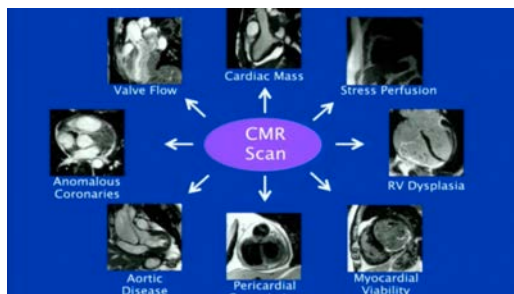 Valve Flow
Cardiac Mass
Stress Perfusion
CMR
Scan
Anomalous
Coronaries
RV Dysplasia
Aortic
Disease
Pericardial
Myocardial
Viability